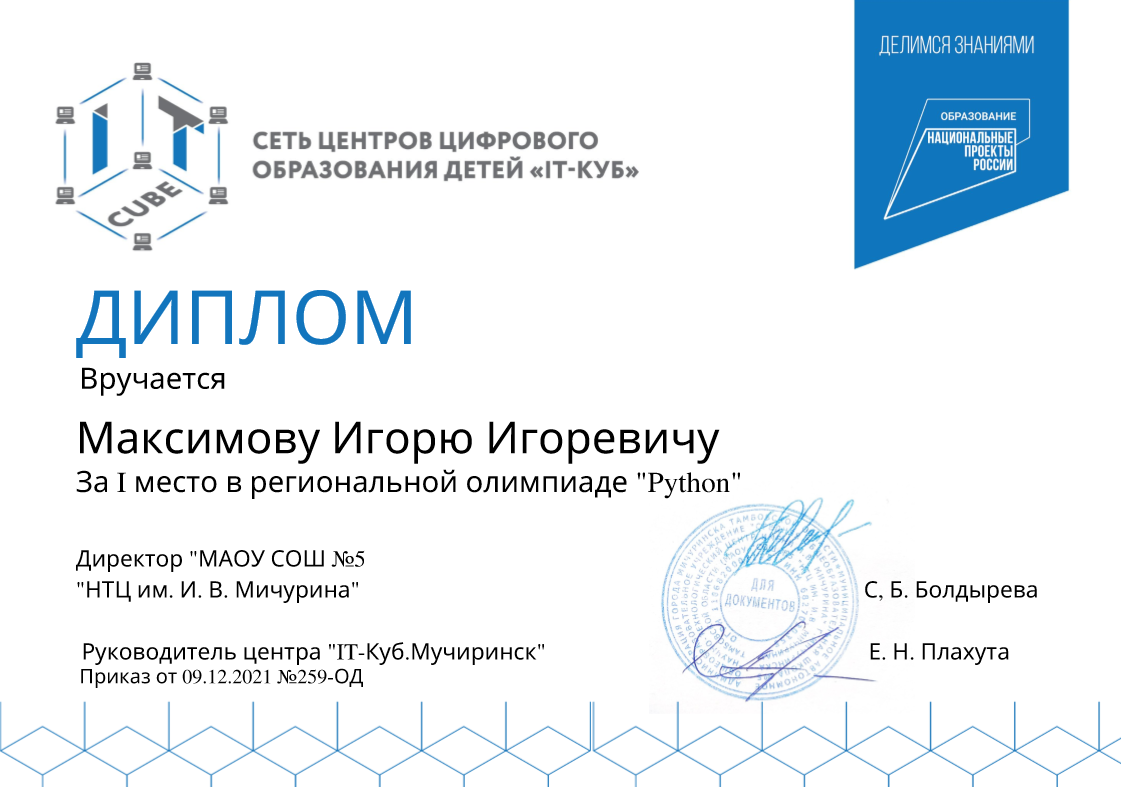 ДЕЛИМСЯ ЗНАНИЯМИ
ОБРАЗОВАНИЕ
НАЦИОНАЛЬНЫЕ
ПРОЕКТЫ
РОССИИ
IT
CUBE
СЕТЬ ЦЕНТРОВ ЦИФРОВОГО
ОБРАЗОВАНИЯ ДЕТЕЙ «IT-КУБ»
ДИПЛОМ
Вручается
Максимову Игорю Игоревичу
За I место в региональной олимпиаде "Python"
Директор "МАОУ СОШ №5
"НТЦ им. И. В. Мичурина"
С, Б. Болдырева
ДЛЯ
ДОКУМЕНТОВ
Руководитель центра "IT-Куб.Мучиринск"
Е. Н. Плахута
Приказ от 09.12.2021 №259-ОД